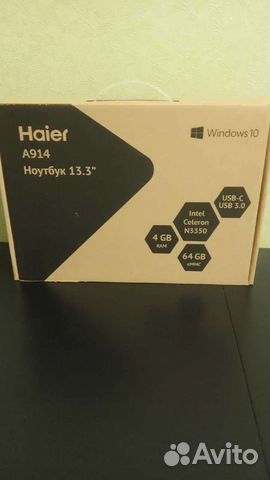 Haier
A914
Ноутбук 13.3"
Windows 10
USB-C
USB 3.0
Intel
Celeron
N3350
4 GB
RAM
64 GB
eMMC
Avito